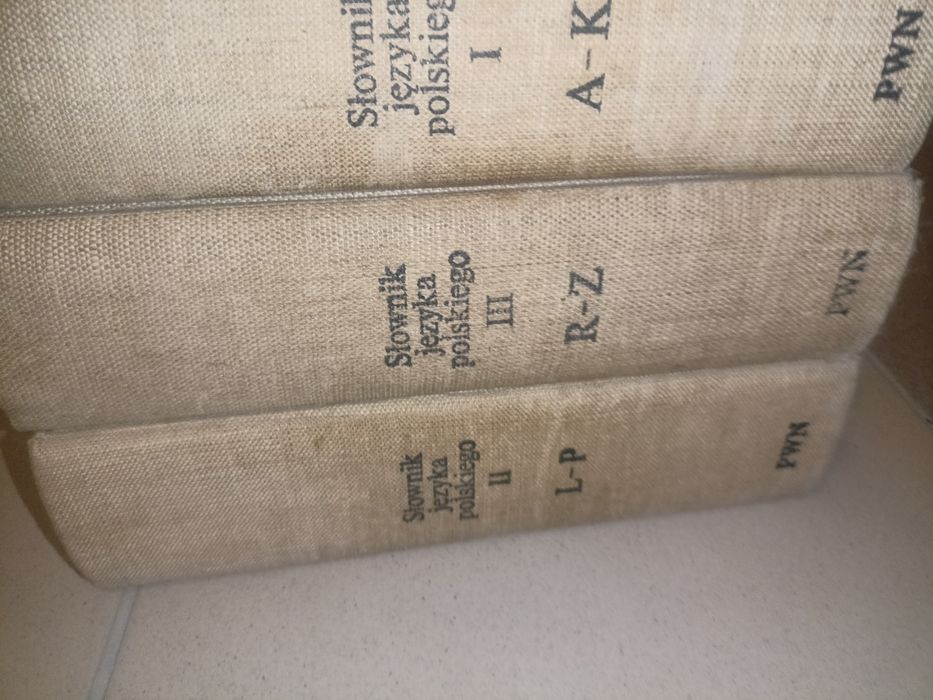 Słownik
języka
polskiego
I
A-K
PWN
Słownik
języka
polskiego
III
R-Z
PWN
Słownik
języka
polskiego
II
L-P
PWN